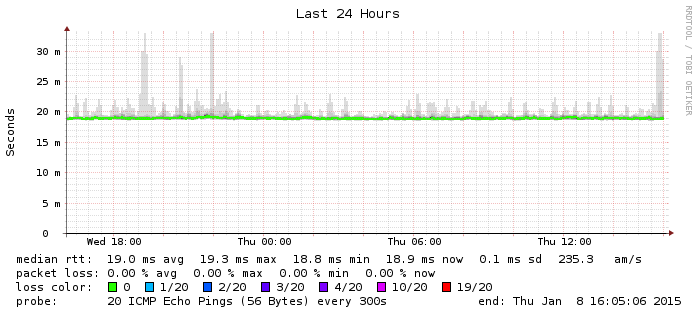 Last 24 Hours
RRDTOOL / TOBI OETIKER
Seconds
30 m
25 m
20 m
15 m
10 m
5 m
0
Wed 18:00 Thu 00:00 Thu 06:00 Thu 12:00
median rtt: 19.0 ms avg 19.3 ms max 18.8 ms min 18.9 ms now 0.1 ms sd 235.3 am/s
packet loss: 0.00 % avg 0.00 % max 0.00 % min 0.00 % now
loss color: 0 1/20 2/20 3/20 4/20 10/20 19/20
probe: 20 ICMP Echo Pings (56 Bytes) every 300s end: Thu Jan 8 16:05:06 2015